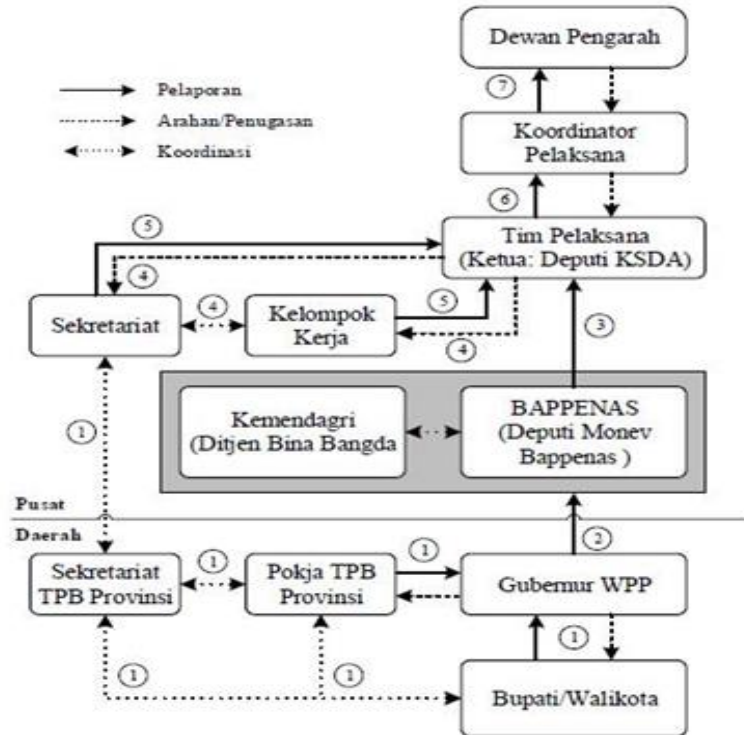 Dewan Pengarah
Pelaporan
7
Arahan/Penugasan
Koordinator
Pelaksana
Koordinasi
6
5
Tim Pelaksana
(Ketua: Deputi KSDA)
4
Sekretariat
4
Kelompok
Kerja
5
4
3
1
Kemendagri
(Ditjen Bina Bangda
BAPPENAS
(Deputi Monev
Bappenas )
Pusat
Daerah
2
Sekretariat
TPB Provinsi
1
Pokja TPB
Provinsi
1
Gubernur WPP
1
1
1
Bupati/Walikota